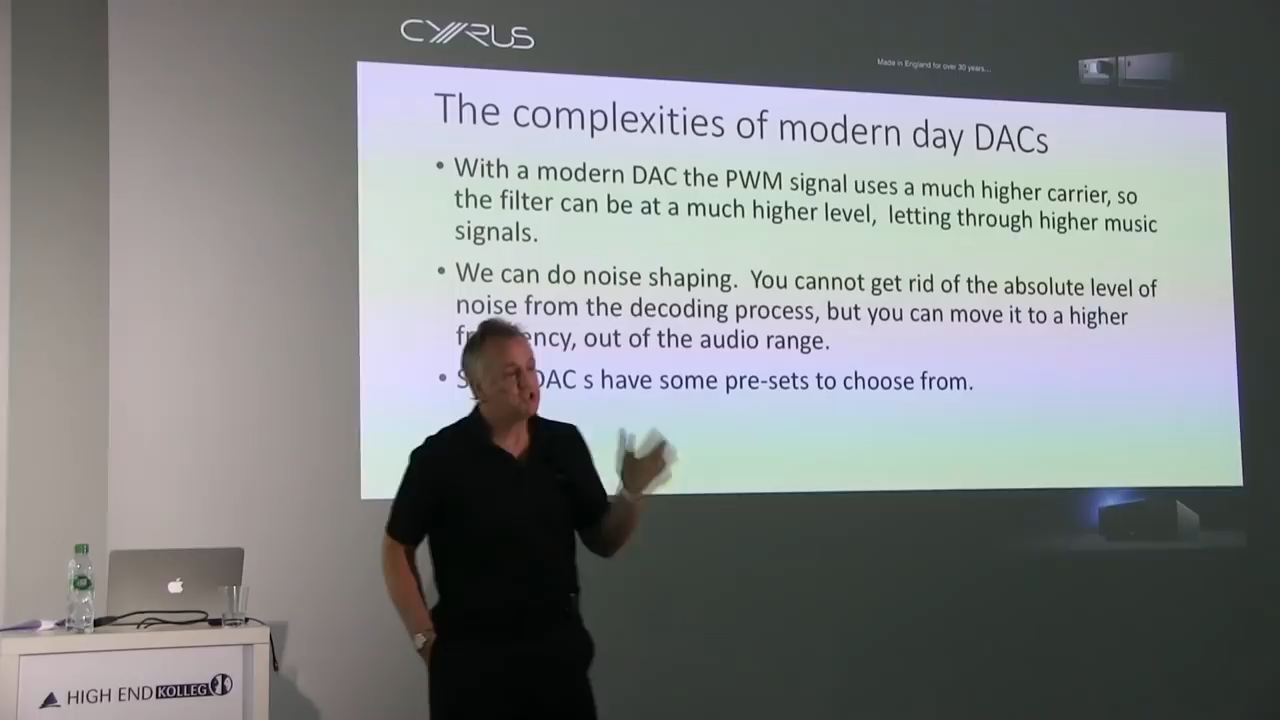 CYRUS
Made in England for over 30 years...
The complexities of modern day DACs
• With a modern DAC the PWM signal uses a much higher carrier, so
the filter can be at a much higher level, letting through higher music
signals.
• We can do noise shaping. You cannot get rid of the absolute level of
noise from the decoding process, but you can move it to a higher
ncy, out of the audio range.
• DAC s have some pre-sets to choose from.
HIGH END KOLLEG